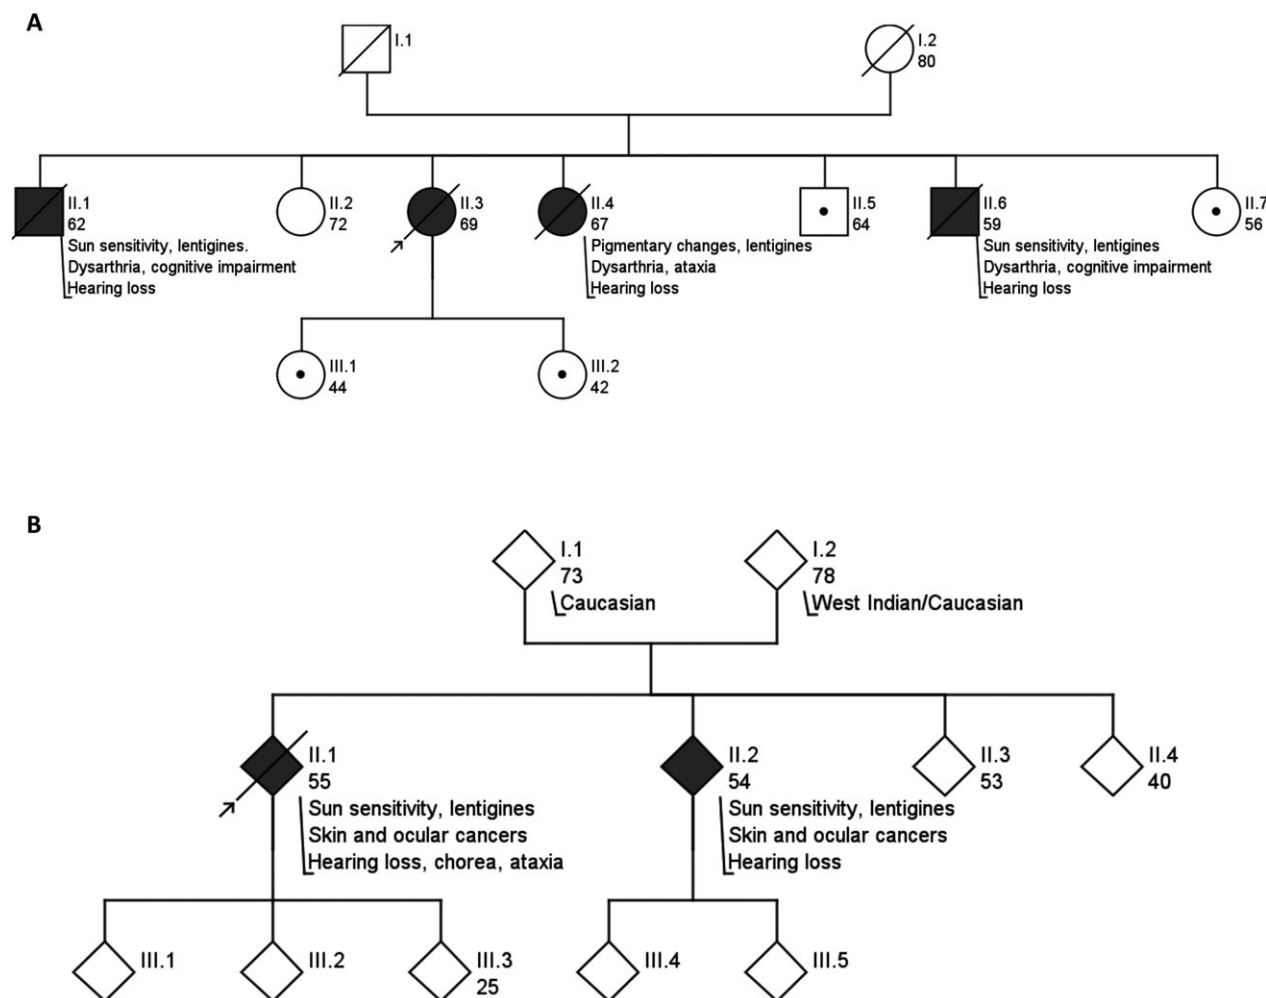 A
I.1
I.2
80
II.1
62
Sun sensitivity, lentigines.
Dysarthria, cognitive impairment
Hearing loss
II.2
72
II.3
69
II.4
67
Pigmentary changes, lentigines
Dysarthria, ataxia
Hearing loss
II.5
64
II.6
59
Sun sensitivity, lentigines
Dysarthria, cognitive impairment
Hearing loss
II.7
56
III.1
44
III.2
42
B
I.1
73
Caucasian
I.2
78
West Indian/Caucasian
II.1
55
Sun sensitivity, lentigines
Skin and ocular cancers
Hearing loss, chorea, ataxia
II.2
54
Sun sensitivity, lentigines
Skin and ocular cancers
Hearing loss
II.3
53
II.4
40
III.1
III.2
III.3
25
III.4
III.5